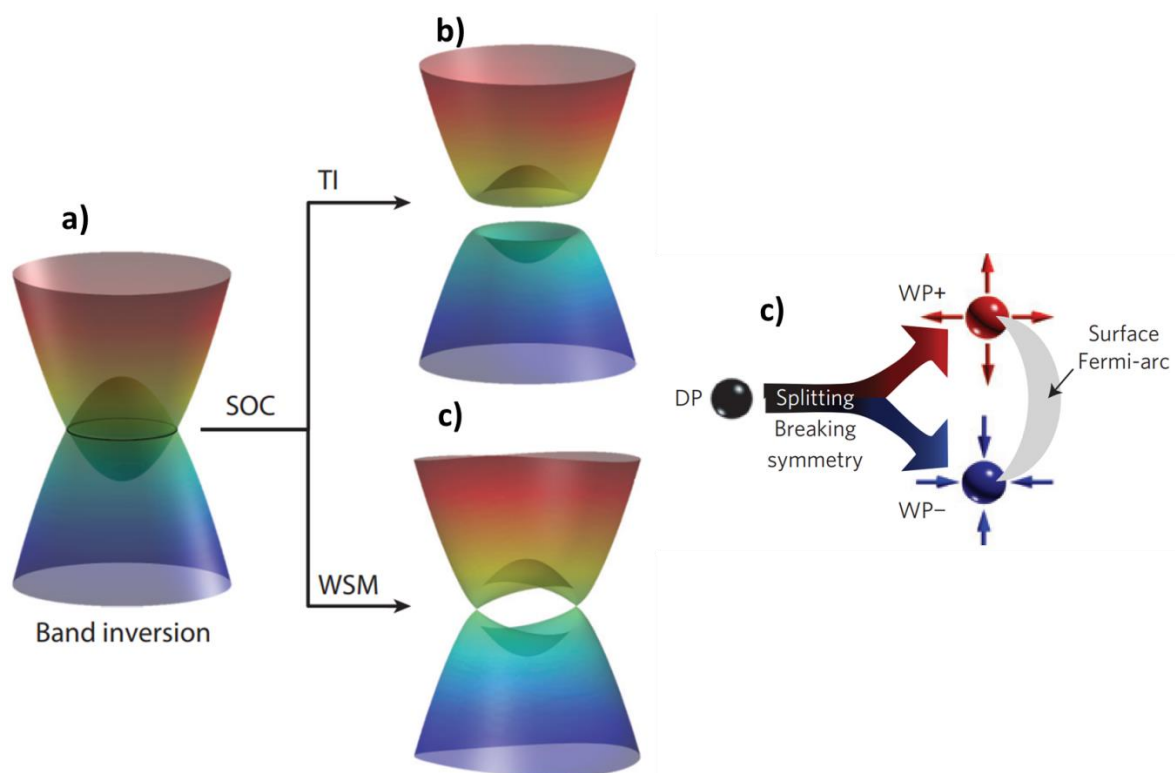 b)
TI
a)
SOC
Band inversion
c)
WSM
c)
WP+
DP
Splitting
Breaking
symmetry
Surface
Fermi-arc
WP−